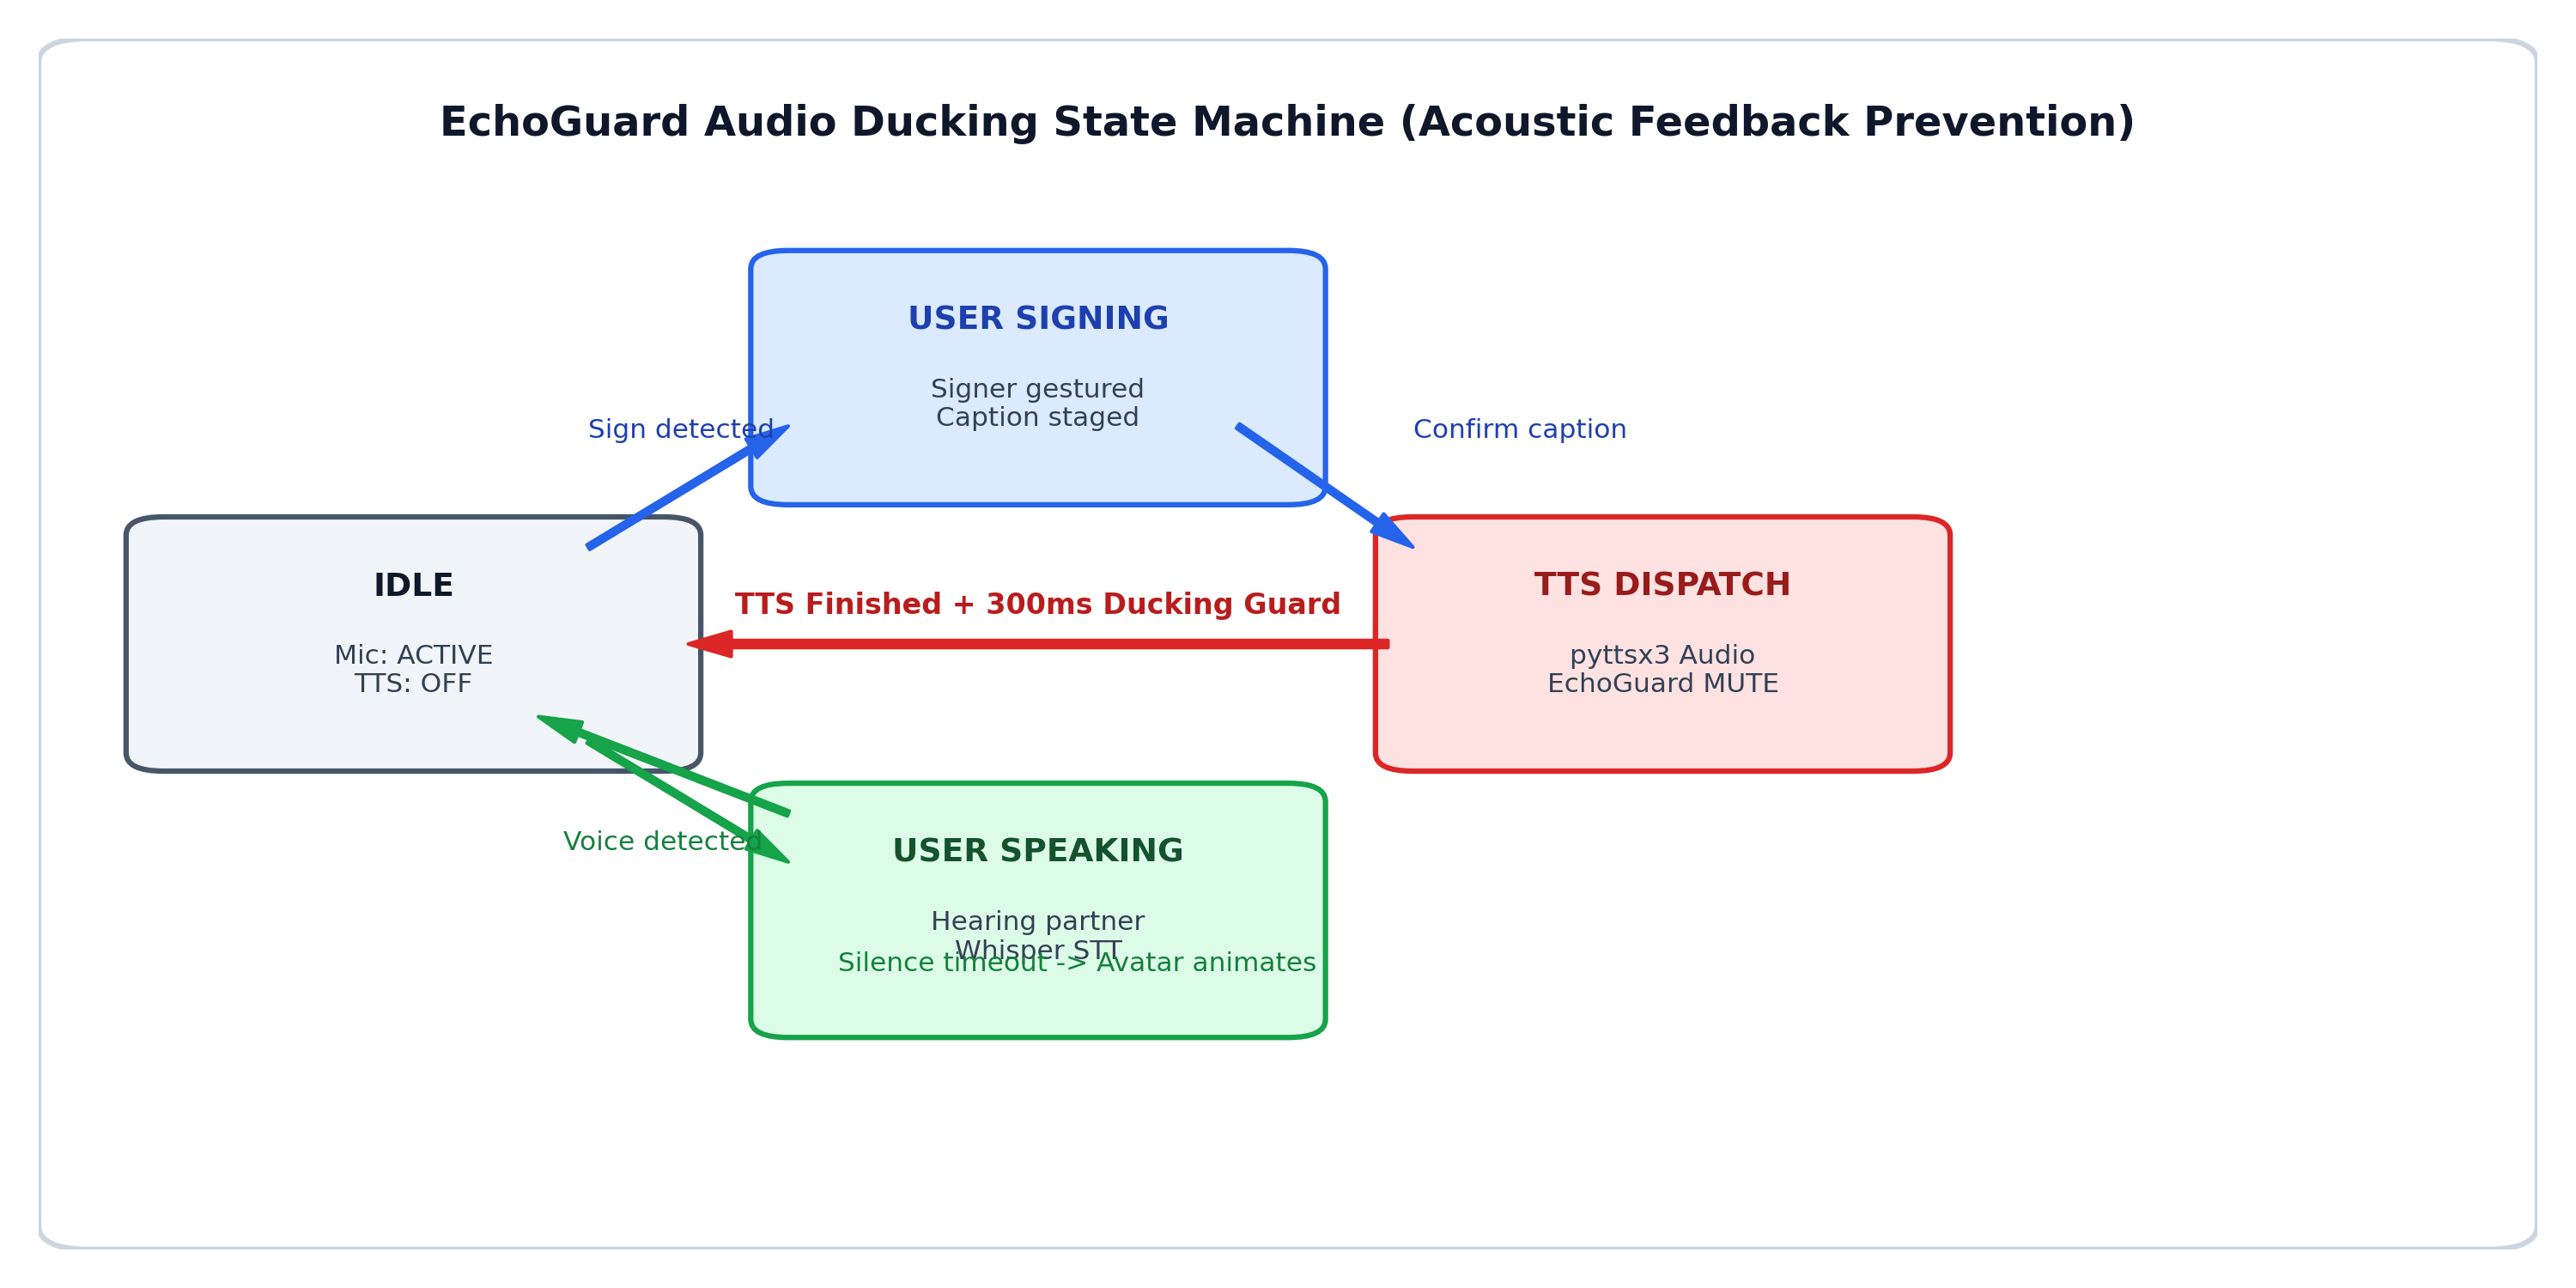 EchoGuard Audio Ducking State Machine (Acoustic Feedback Prevention)
USER SIGNING
Signer gestured
Caption staged
Sign detected
Confirm caption
IDLE
Mic: ACTIVE
TTS: OFF
TTS Finished + 300ms Ducking Guard
TTS DISPATCH
pyttsx3 Audio
EchoGuard MUTE
Voice detected
USER SPEAKING
Hearing partner
Whisper STT
Silence timeout -> Avatar animates